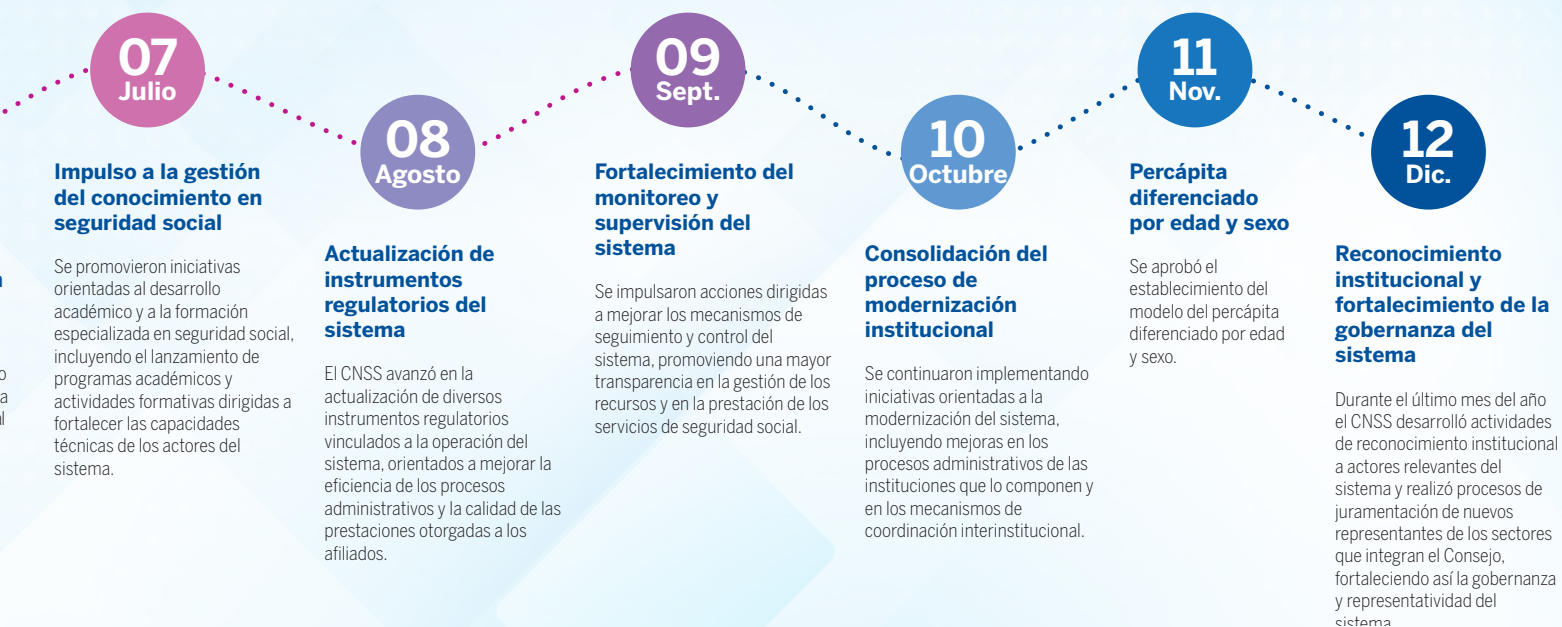 07
Julio
Impulso a la gestión
del conocimiento en
seguridad social
Se promovieron iniciativas
orientadas al desarrollo
académico y a la formación
especializada en seguridad social,
incluyendo el lanzamiento de
programas académicos y
actividades formativas dirigidas a
fortalecer las capacidades
técnicas de los actores del
sistema.
08
Agosto
Actualización de
instrumentos
regulatorios del
sistema
El CNSS avanzó en la
actualización de diversos
instrumentos regulatorios
vinculados a la operación del
sistema, orientados a mejorar la
eficiencia de los procesos
administrativos y la calidad de las
prestaciones otorgadas a los
afiliados.
09
Sept.
Fortalecimiento del
monitoreo y
supervisión del
sistema
Se impulsaron acciones dirigidas
a mejorar los mecanismos de
seguimiento y control del
sistema, promoviendo una mayor
transparencia en la gestión de los
recursos y en la prestación de los
servicios de seguridad social.
10
Octubre
Consolidación del
proceso de
modernización
institucional
Se continuaron implementando
iniciativas orientadas a la
modernización del sistema,
incluyendo mejoras en los
procesos administrativos de las
instituciones que lo componen y
en los mecanismos de
coordinación interinstitucional.
11
Nov.
Percápita
diferenciado
por edad y sexo
Se aprobó el
establecimiento del
modelo del percápita
diferenciado por edad
y sexo.
12
Dic.
Reconocimiento
institucional y
fortalecimiento de la
gobernanza del
sistema
Durante el último mes del año
el CNSS desarrolló actividades
de reconocimiento institucional
a actores relevantes del
sistema y realizó procesos de
juramentación de nuevos
representantes de los sectores
que integran el Consejo,
fortaleciendo así la gobernanza
y representatividad del
sistema.